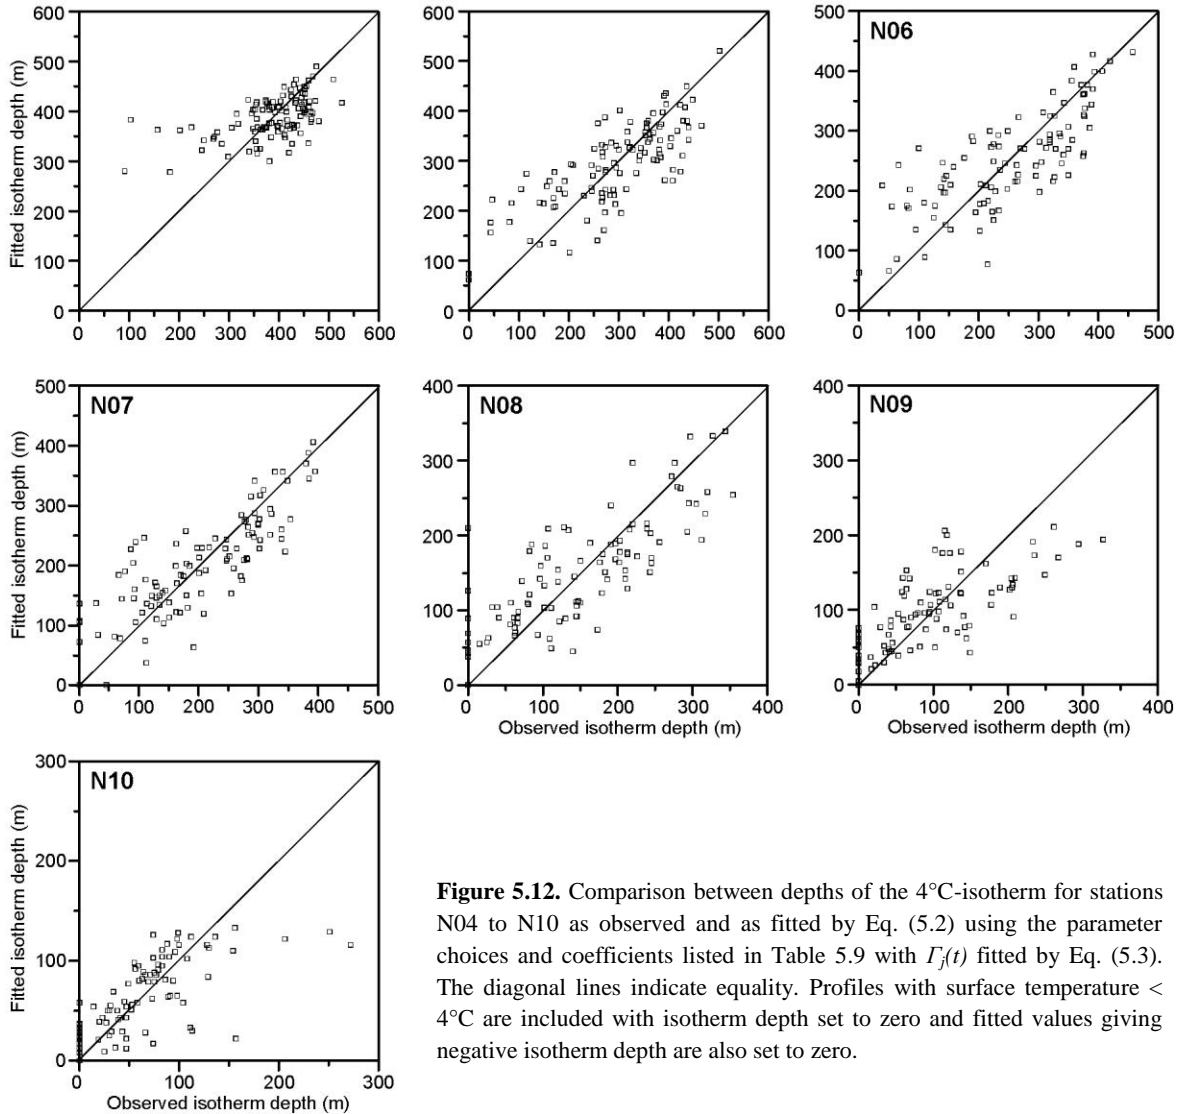 600
500
400
300
200
100
0
Fitted isotherm depth (m)
0 100 200 300 400 500 600
600
500
400
300
200
100
0
0 100 200 300 400 500 600
N06
500
400
300
200
100
0
0 100 200 300 400 500
N07
500
400
300
200
100
0
Fitted isotherm depth (m)
0 100 200 300 400 500
N08
400
300
200
100
0
0 100 200 300 400
Observed isotherm depth (m)
N09
400
300
200
100
0
0 100 200 300 400
Observed isotherm depth (m)
N10
300
200
100
0
Fitted isotherm depth (m)
0 100 200 300
Observed isotherm depth (m)
Figure 5.12. Comparison between depths of the 4°C-isotherm for stations
N04 to N10 as observed and as fitted by Eq. (5.2) using the parameter
choices and coefficients listed in Table 5.9 with Γj(t) fitted by Eq. (5.3).
The diagonal lines indicate equality. Profiles with surface temperature <
4°C are included with isotherm depth set to zero and fitted values giving
negative isotherm depth are also set to zero.